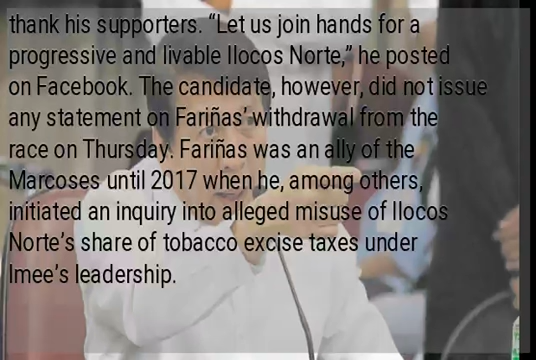 thank his supporters. “Let us join hands for a
progressive and livable Ilocos Norte,” he posted
on Facebook. The candidate, however, did not issue
any statement on Fariñas’ withdrawal from the
race on Thursday. Fariñas was an ally of the
Marcoses until 2017 when he, among others,
initiated an inquiry into alleged misuse of Ilocos
Norte’s share of tobacco excise taxes under
Imee’s leadership.